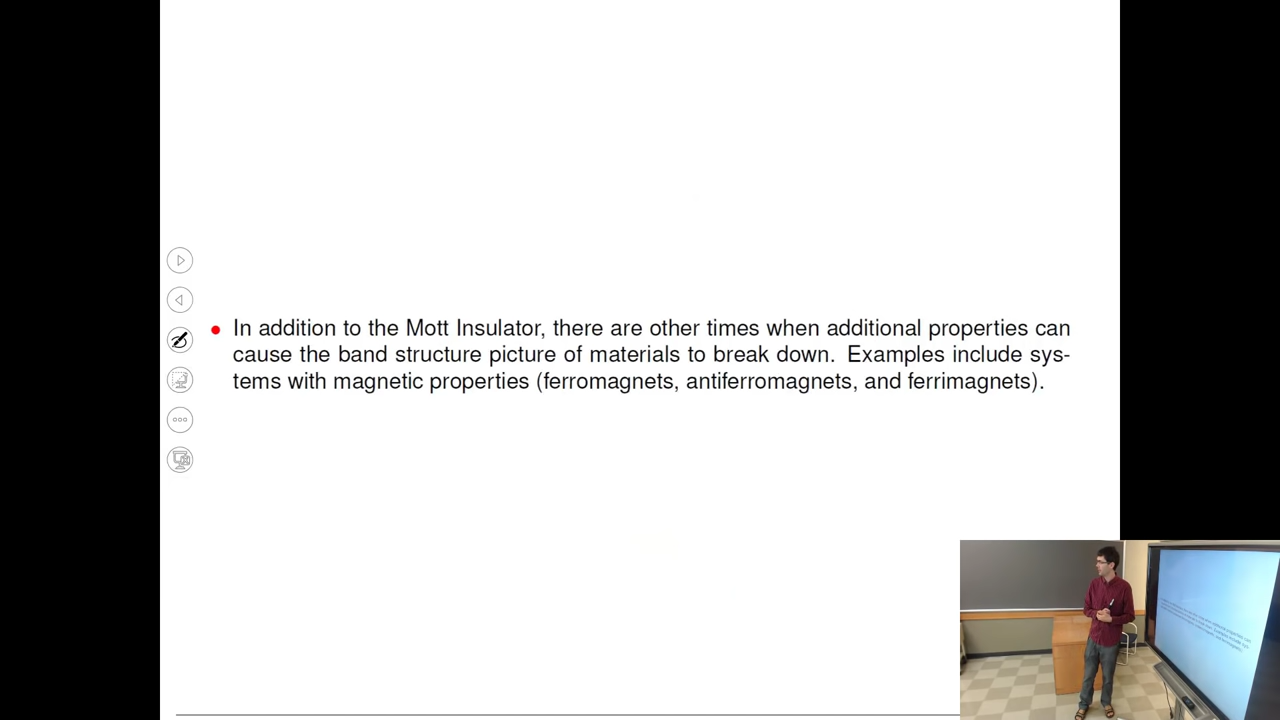 In addition to the Mott Insulator, there are other times when additional properties can
cause the band structure picture of materials to break down. Examples include sys-
tems with magnetic properties (ferromagnets, antiferromagnets, and ferrimagnets).